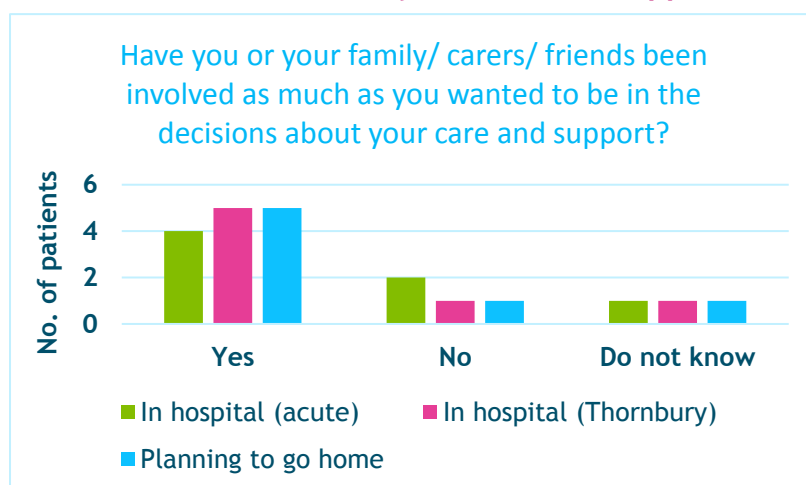 Have you or your family/ carers/ friends been
involved as much as you wanted to be in the
decisions about your care and support?
No. of patients
6
4
2
0
Yes No Do not know
In hospital (acute) In hospital (Thornbury)
Planning to go home